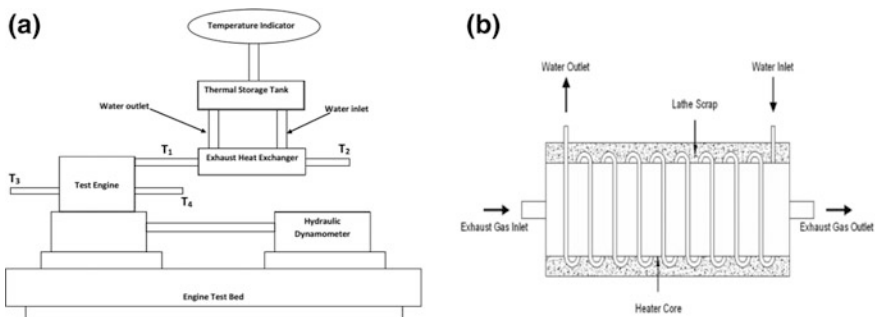 (a)
Temperature Indicator
Thermal Storage Tank
Water outlet
Water inlet
T1
Exhaust Heat Exchanger
T2
T3
Test Engine
T4
Hydraulic
Dynamometer
Engine Test Bed
(b)
Water Outlet
Water Inlet
Lathe Scrap
Exhaust Gas Inlet
Exhaust Gas Outlet
Heater Core